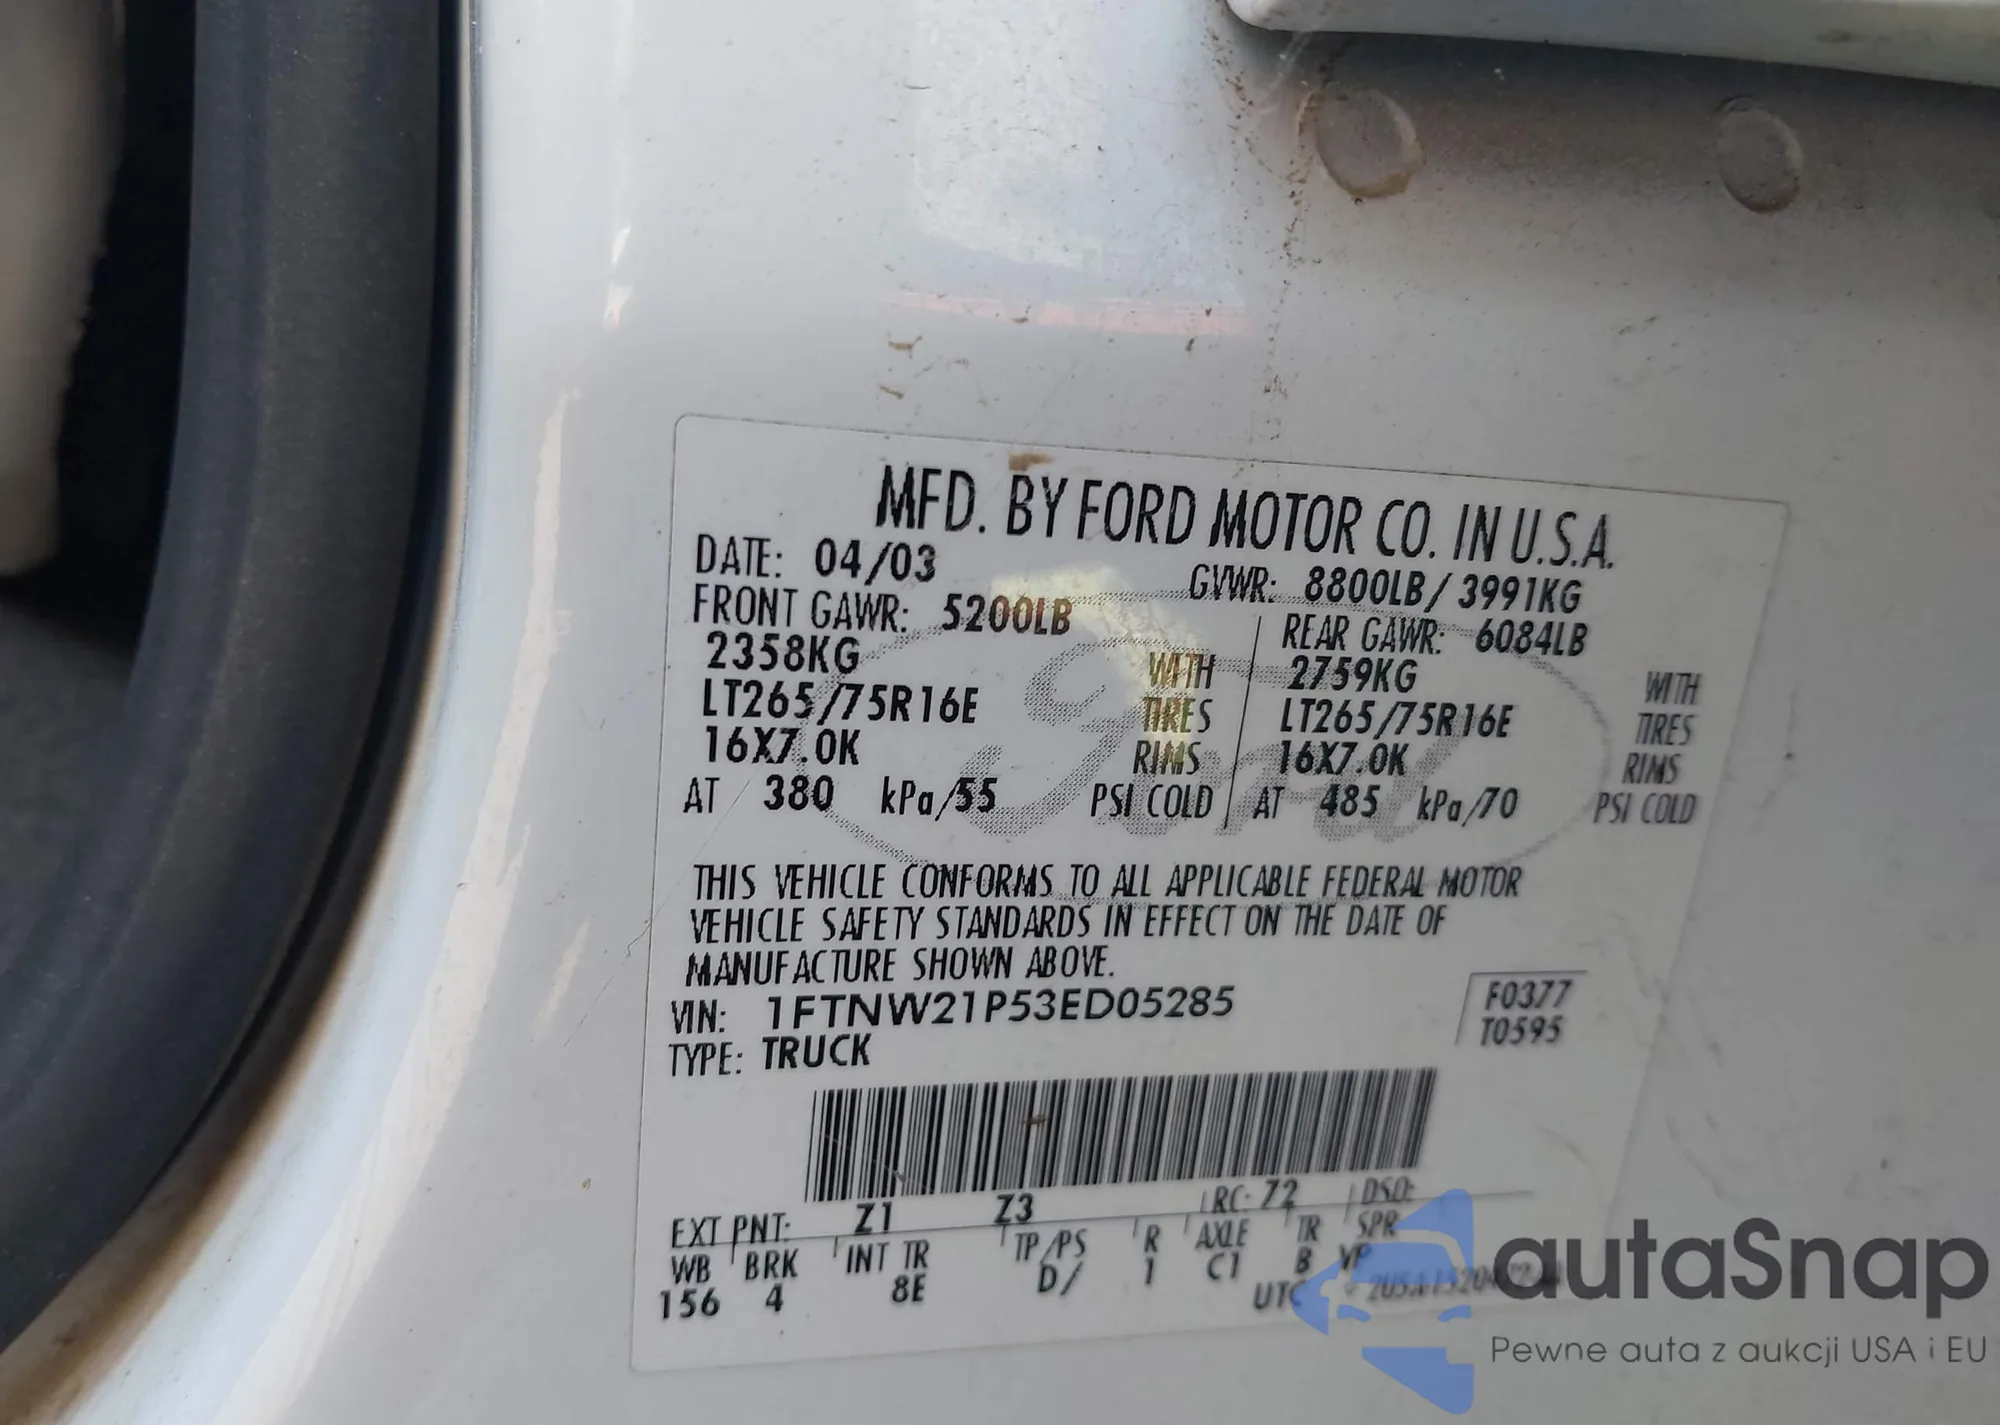 MFD. BY FORD MOTOR CO. IN U.S.A.
DATE: 04/03 GVWR: 8800LB/ 3991KG
FRONT GAWR: 5200LB REAR GAWR: 6084LB
2358KG WITH 2759KG WITH
LT265/75R16E TIRES LT265/75R16E TIRES
16X7.0K RIMS 16X7.0K RIMS
AT 380 kPa/55 PSI COLD AT 485 kPa/70 PSI COLD
Ford
THIS VEHICLE CONFORMS TO ALL APPLICABLE FEDERAL MOTOR
VEHICLE SAFETY STANDARDS IN EFFECT ON THE DATE OF
MANUFACTURE SHOWN ABOVE.
VIN: 1FTNW21P53ED05285 F0377
TYPE: TRUCK T0595
EXT PNT: Z1 Z3 RC: 72 DSO:
WB BRK INT TR TP/PS R AXLE TR SPR
156 4 8E D/ 1 C1 B VP
UTC
autaSnap
Pewne auta z aukcji USA i EU